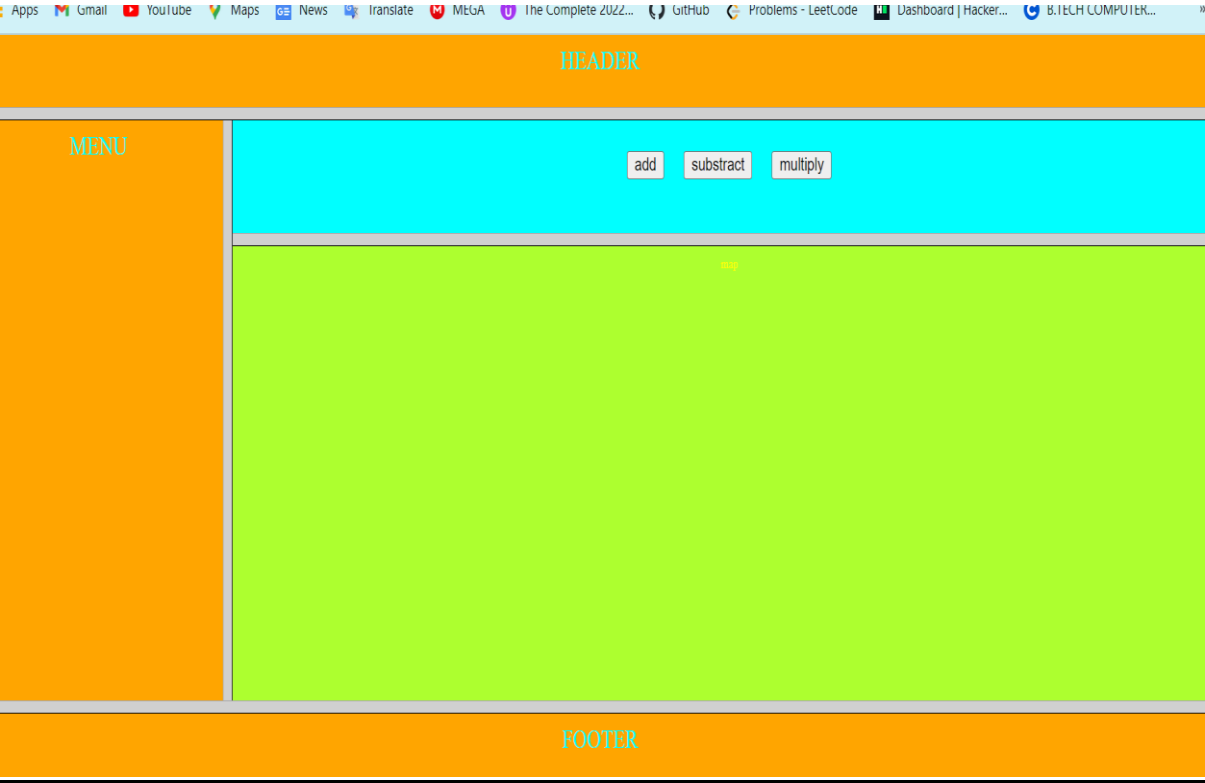 Apps Gmail YouTube Maps News Translate MEGA The Complete 2022... GitHub Problems - LeetCode Dashboard | Hacker... B.TECH COMPUTER... »
HEADER
MENU
add substract multiply
map
FOOTER